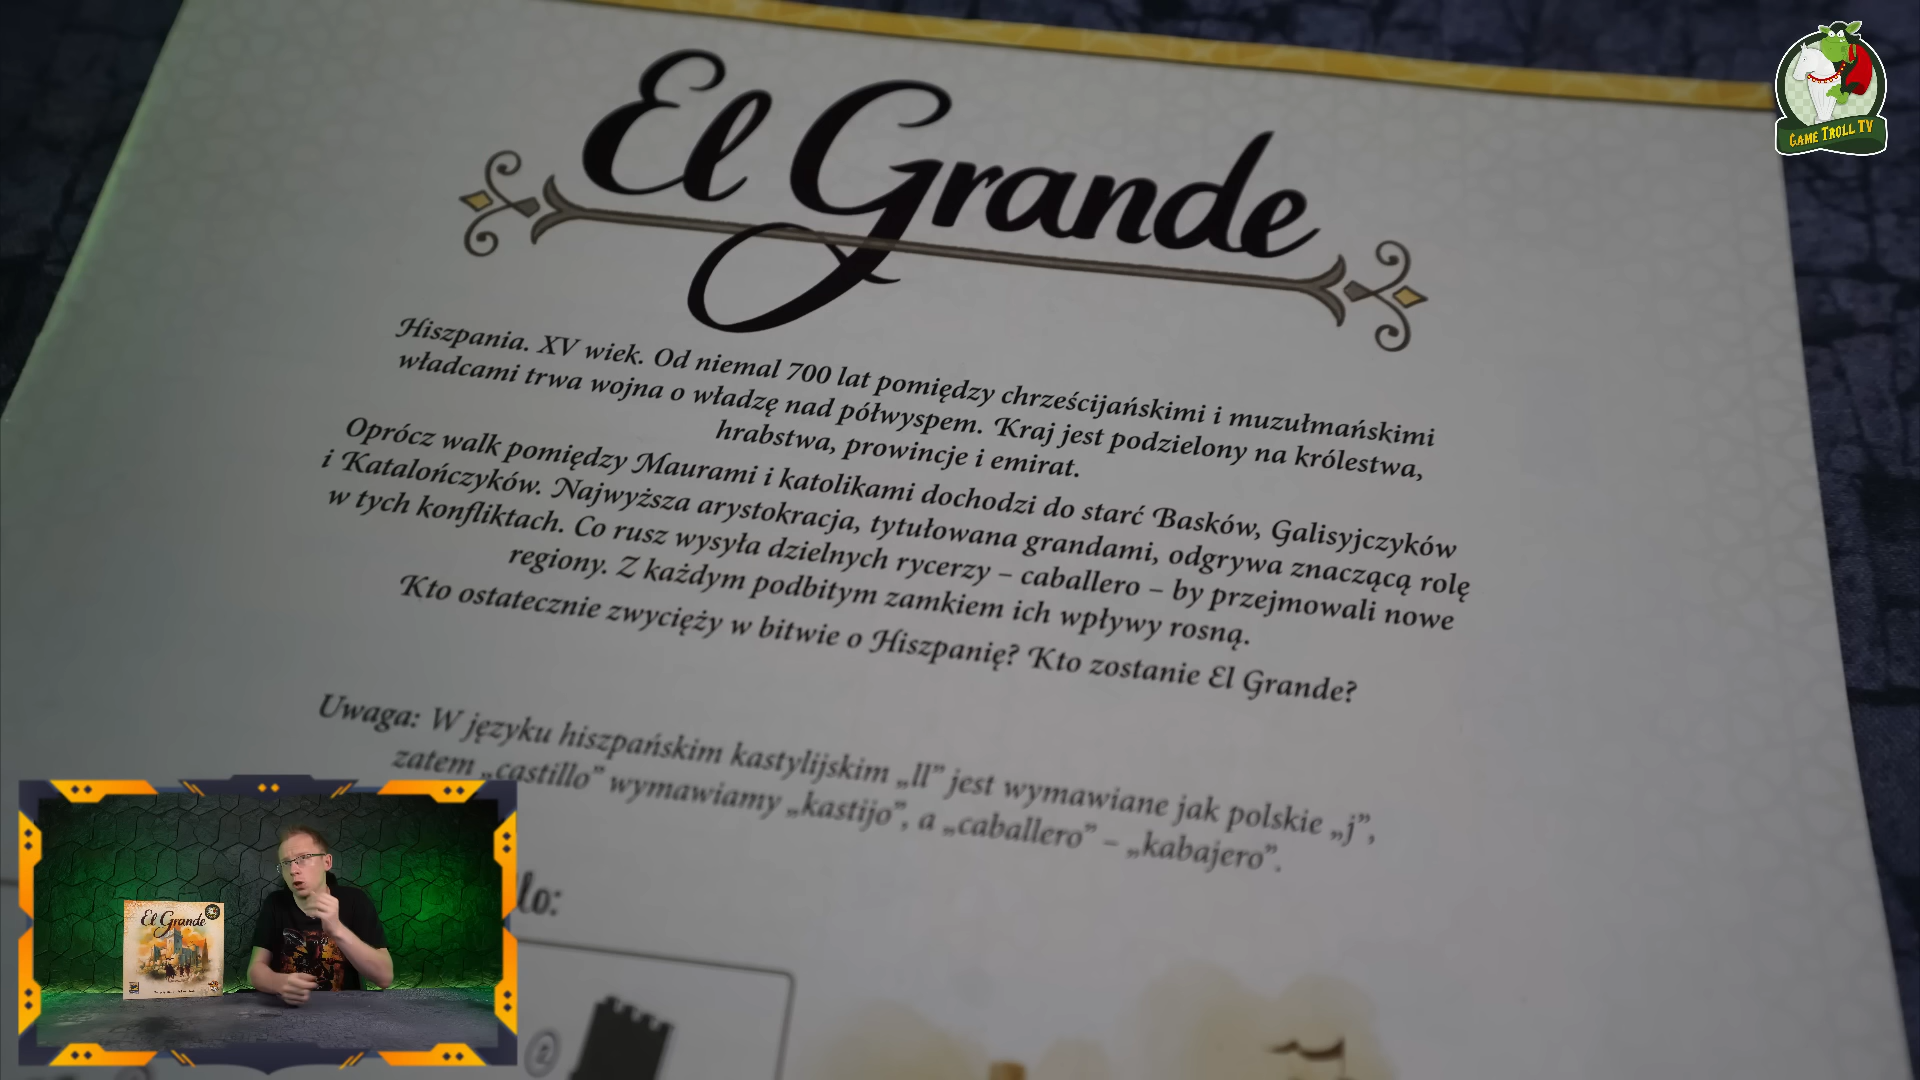 El Grande
GAME TROLL TV
Hiszpania. XV wiek. Od niemal 700 lat pomiędzy chrześcijańskimi i muzułmańskimi
władcami trwa wojna o władzę nad półwyspem. Kraj jest podzielony na królestwa,
hrabstwa, prowincje i emirat.
Oprócz walk pomiędzy Maurami i katolikami dochodzi do starć Basków, Galisyjczyków
i Katalończyków. Najwyższa arystokracja, tytułowana grandami, odgrywa znaczącą rolę
w tych konfliktach. Co rusz wysyła dzielnych rycerzy – caballero – by przejmowali nowe
regiony. Z każdym podbitym zamkiem ich wpływy rosną.
Kto ostatecznie zwycięży w bitwie o Hiszpanię? Kto zostanie El Grande?
Uwaga: W języku hiszpańskim kastylijskim „ll” jest wymawiane jak polskie „j”,
zatem „castillo” wymawiamy „kastijo”, a „caballero” – „kabajero”.
lo:
2
El Grande